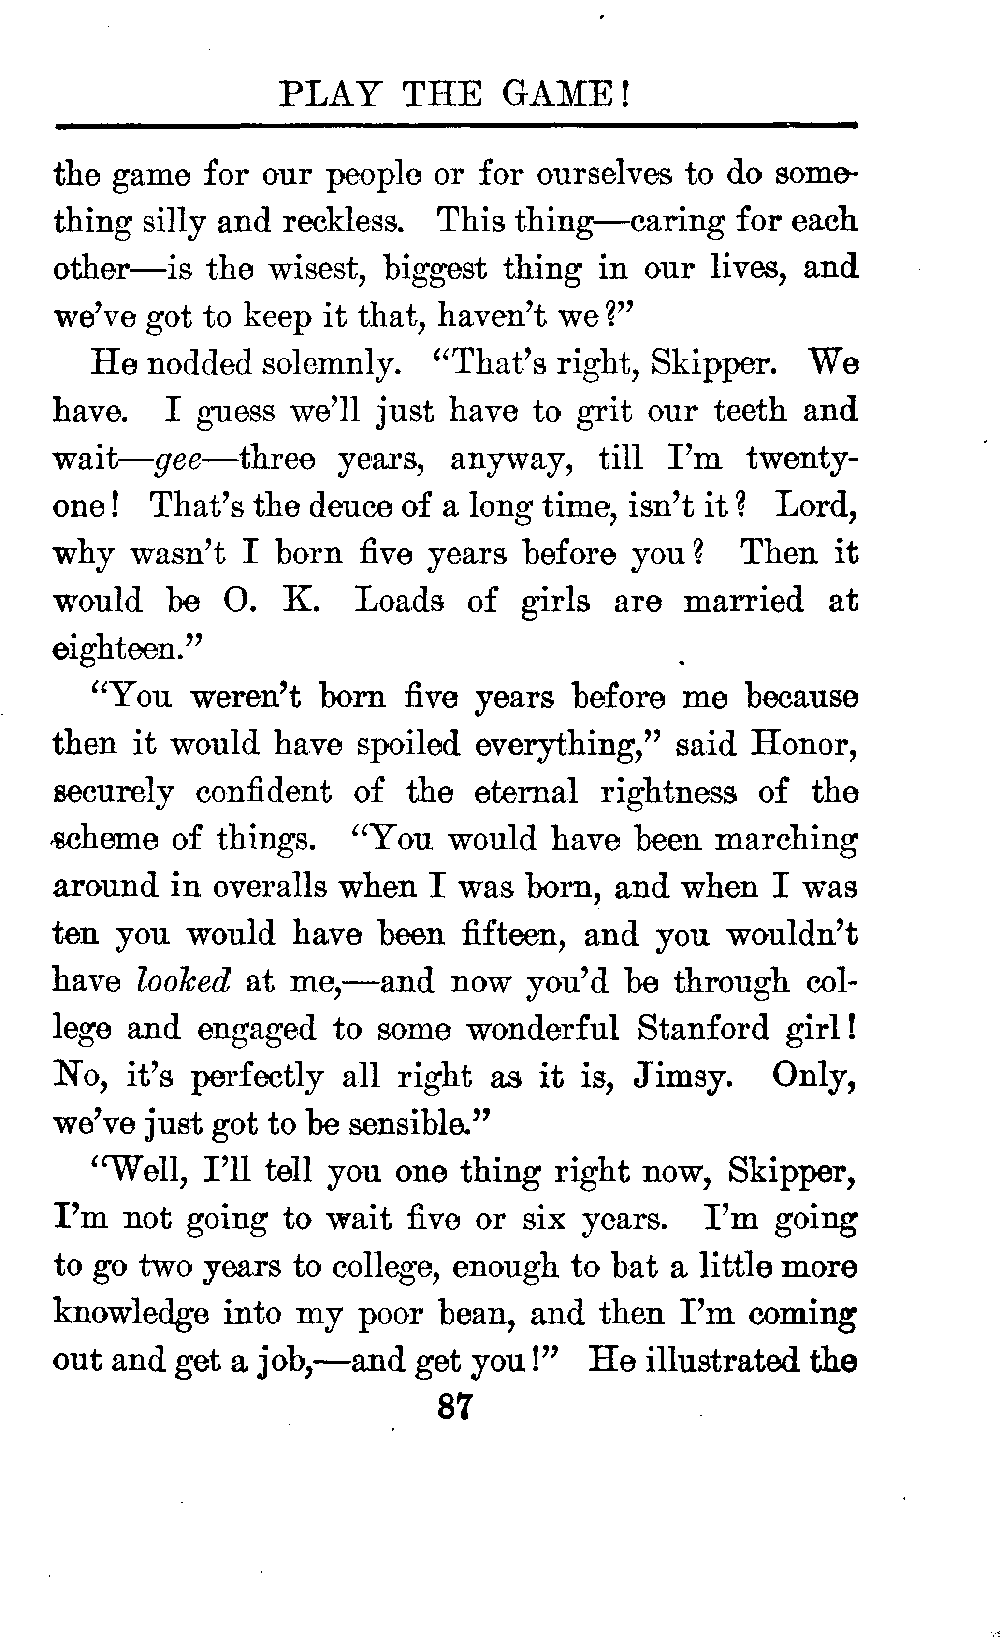 PLAY THE GAME!
the game for our people or for ourselves to do some-
thing silly and reckless. This thing—caring for each
other—is the wisest, biggest thing in our lives, and
we've got to keep it that, haven't we?"
He nodded solemnly. "That's right, Skipper. We
have. I guess we'll just have to grit our teeth and
wait—gee—three years, anyway, till I'm twenty-
one! That's the deuce of a long time, isn't it? Lord,
why wasn't I born five years before you? Then it
would be O. K. Loads of girls are married at
eighteen."
"You weren't born five years before me because
then it would have spoiled everything," said Honor,
securely confident of the eternal rightness of the
scheme of things. "You would have been marching
around in overalls when I was born, and when I was
ten you would have been fifteen, and you wouldn't
have looked at me,—and now you'd be through col-
lege and engaged to some wonderful Stanford girl!
No, it's perfectly all right as it is, Jimsy. Only,
we've just got to be sensible."
"Well, I'll tell you one thing right now, Skipper,
I'm not going to wait five or six years. I'm going
to go two years to college, enough to bat a little more
knowledge into my poor bean, and then I'm coming
out and get a job,—and get you!" He illustrated the
87